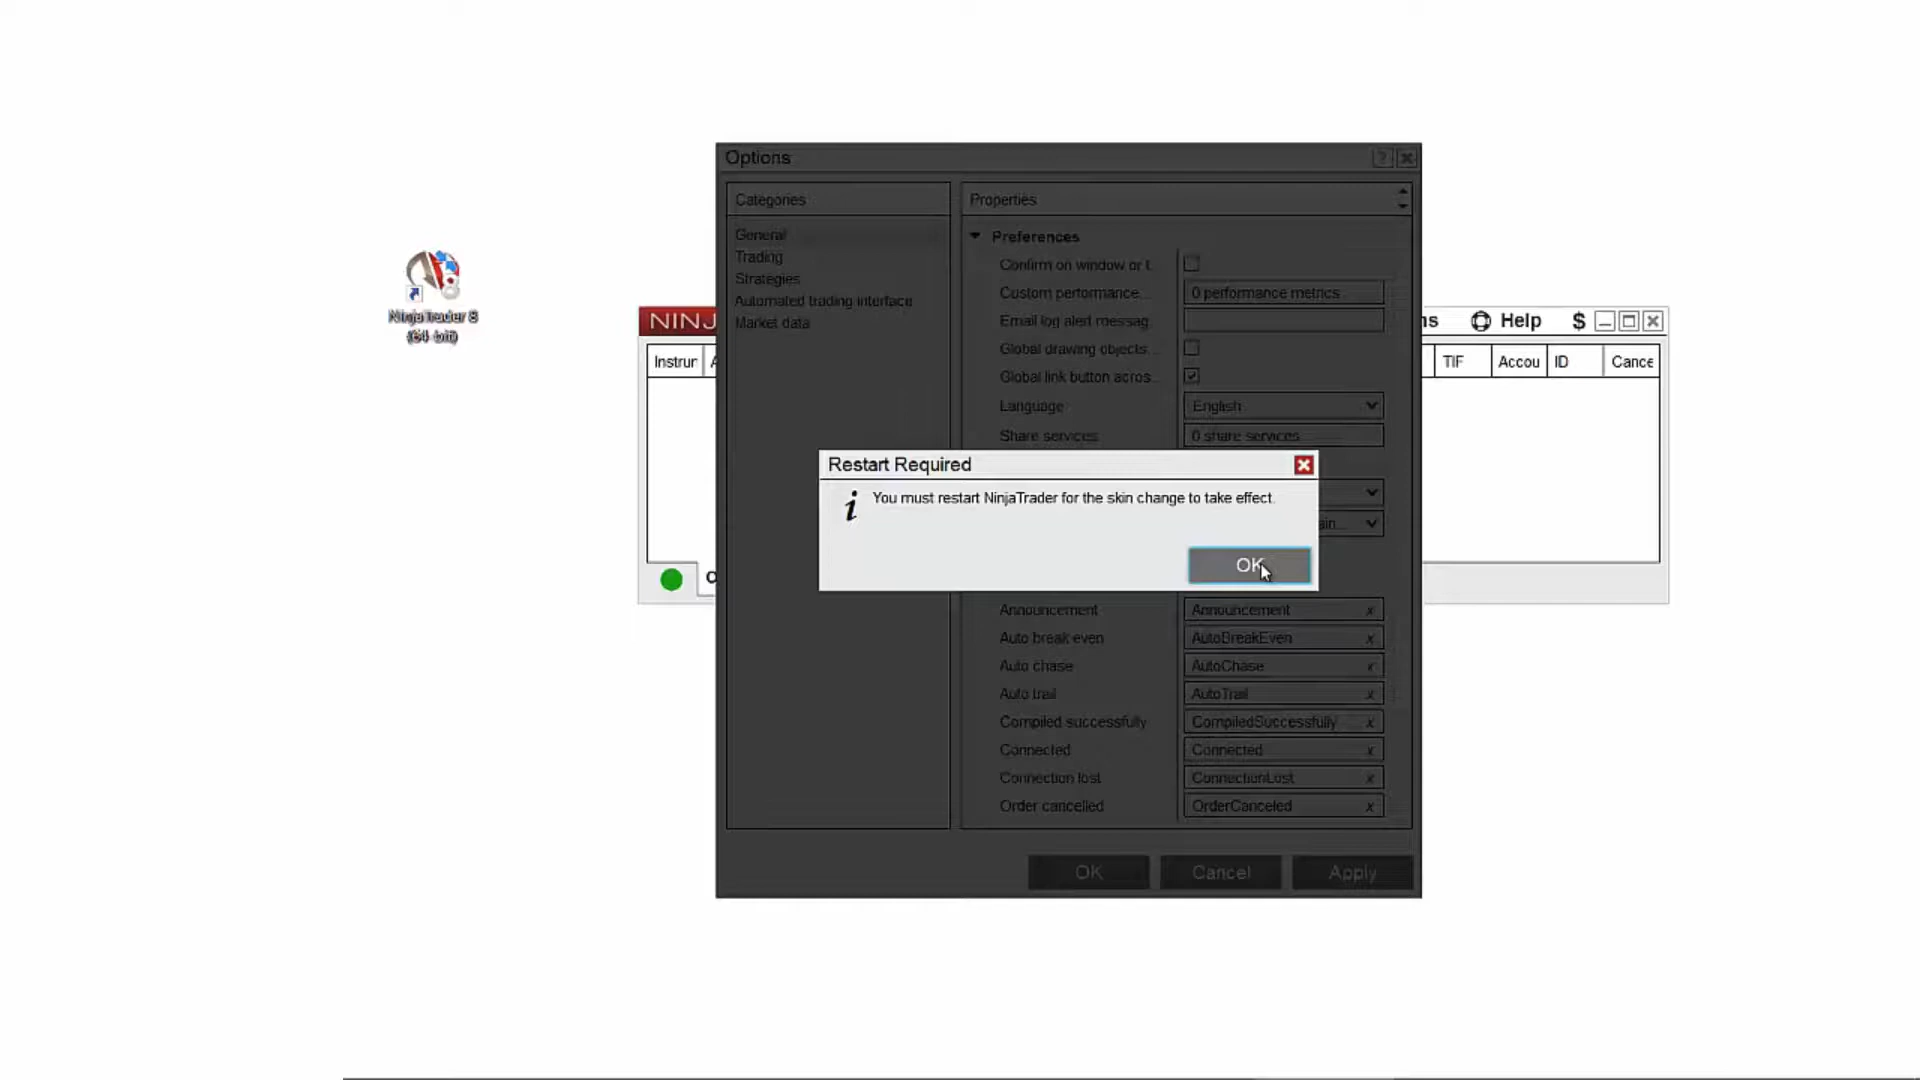 Options
?
Categories
Properties
General
Trading
Strategies
Automated trading interface
Market data
Preferences
Confirm on window or t
Custom performance...
0 performance metrics
Email log alert messag
Global drawing objects...
Global link button acros...
Language
English
Share services
0 share services
NinjaTrader 8
(64-bit)
NINJ
Help
$
Instrur
TIF
Accou
ID
Cance
Restart Required
You must restart NinjaTrader for the skin change to take effect.
OK
Announcement
Announcement
x
Auto break even
AutoBreakEven
x
Auto chase
AutoChase
x
Auto trail
AutoTrail
x
Compiled successfully
CompiledSuccessfully
x
Connected
Connected
x
Connection lost
ConnectionLost
x
Order cancelled
OrderCanceled
x
OK
Cancel
Apply